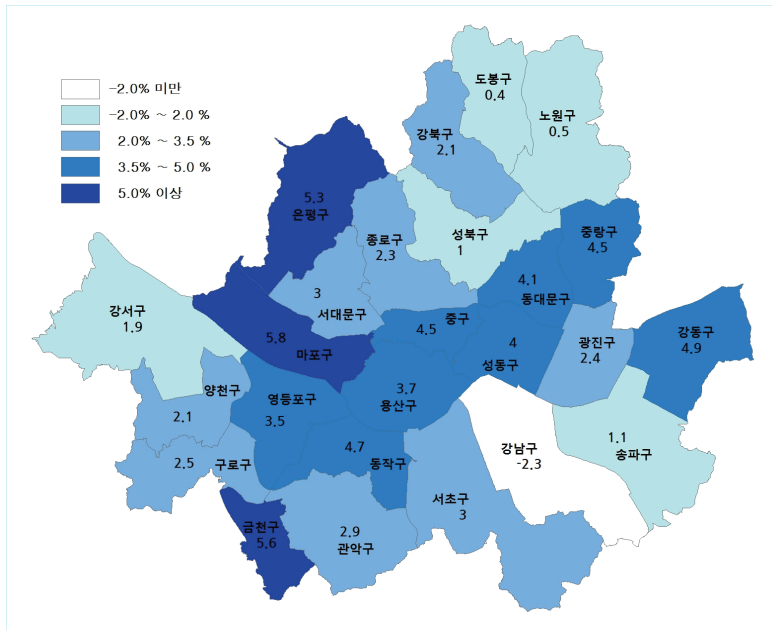 -2.0% 미만
-2.0% ~ 2.0 %
2.0% ~ 3.5 %
3.5% ~ 5.0 %
5.0% 이상
도봉구
0.4
노원구
0.5
강북구
2.1
5.3
은평구
종로구
2.3
성북구
1
중랑구
4.5
4.1
동대문구
3
서대문구
강서구
1.9
5.8
마포구
4.5 중구
4
성동구
광진구
2.4
강동구
4.9
양천구
2.1
영등포구
3.5
3.7
용산구
4.7
동작구
2.5 구로구
강남구
-2.3
1.1
송파구
서초구
3
금천구
5.6
2.9
관악구